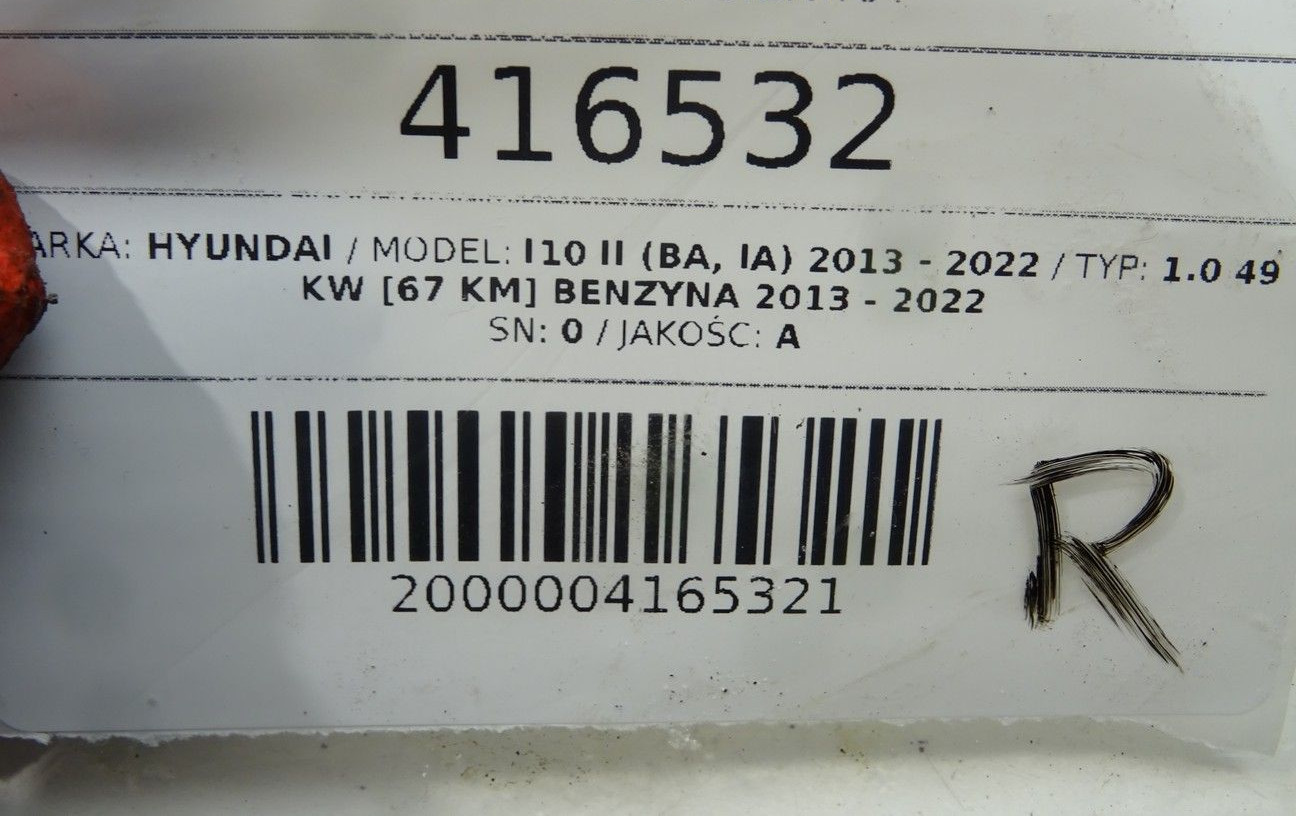 416532
ARKA: HYUNDAI / MODEL: I10 II (BA, IA) 2013 - 2022 / TYP: 1.0 49
KW [67 KM] BENZYNA 2013 - 2022
SN: 0 / JAKOŚC: A
2000004165321
R